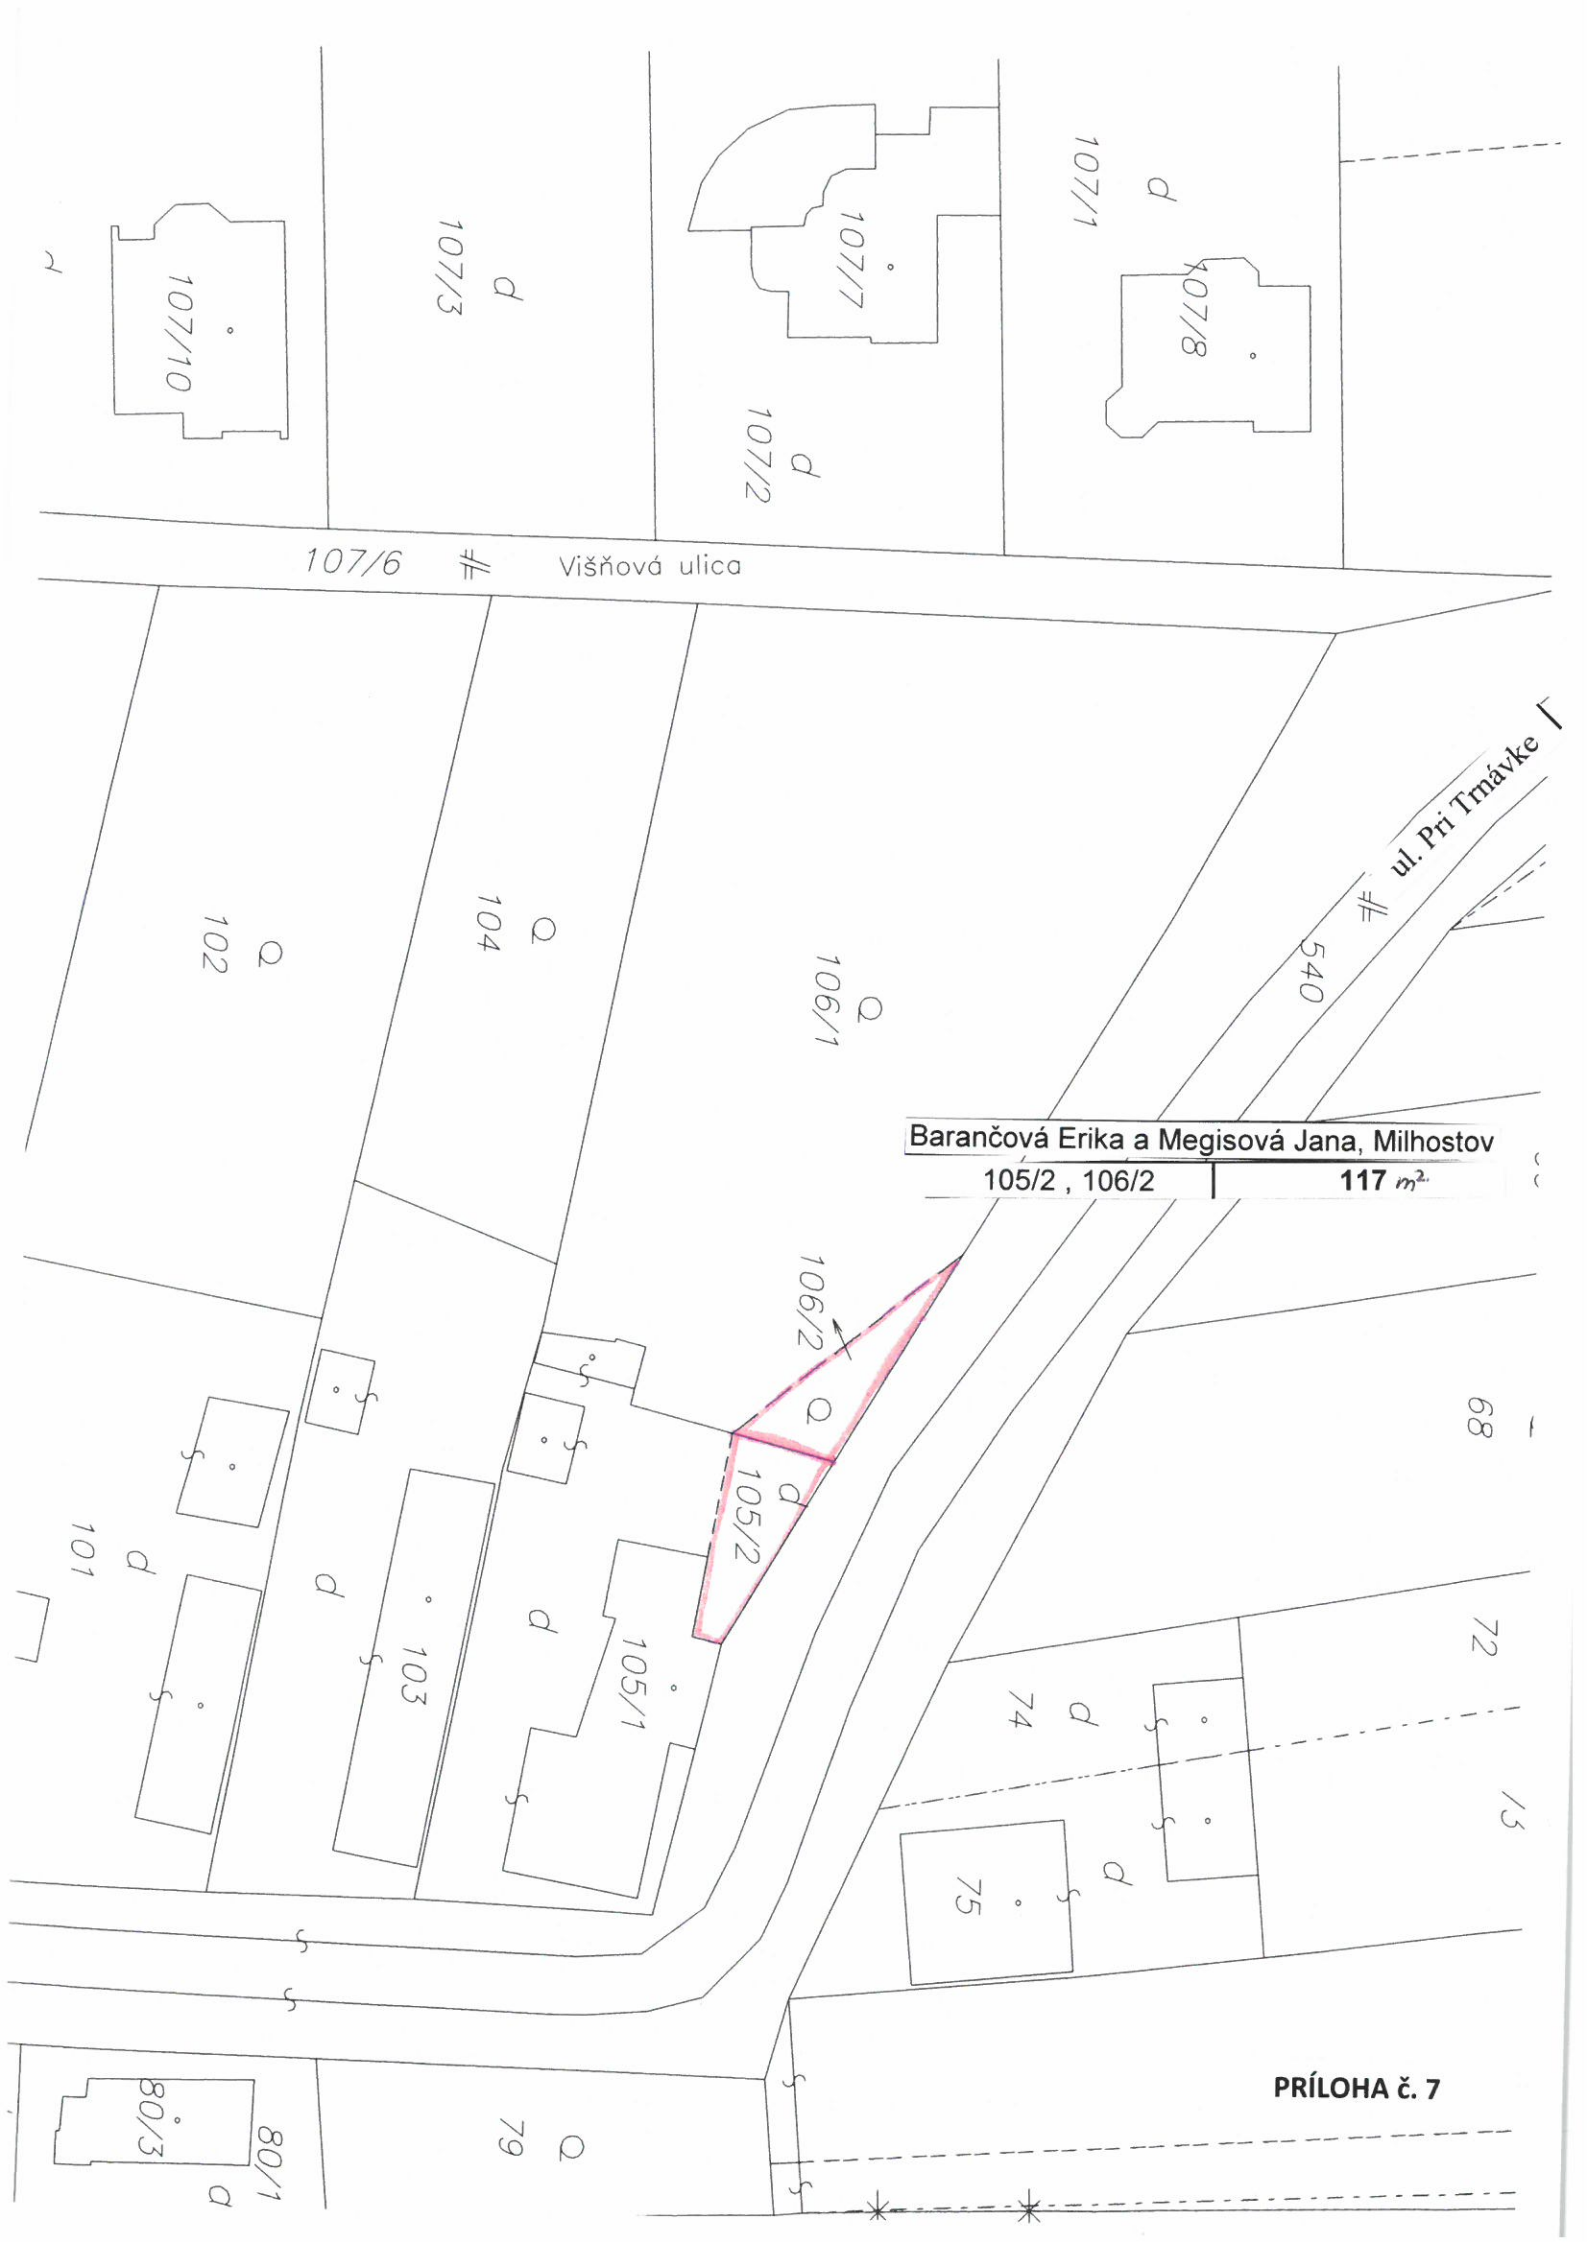 d
107/1
107/8
107/7
d
107/3
107/10
d
107/2
107/6
Višňová ulica
ul. Pri Trnávke
540
Q
106/1
Q
104
Q
102
Barančová Erika a Megisová Jana, Milhostov
105/2 , 106/2
117 m²
106/2
Q
68
d
105/2
d
101
d
103
d
105/1
72
d
74
d
75
PRÍLOHA č. 7
80/3
80/1
d
Q
79